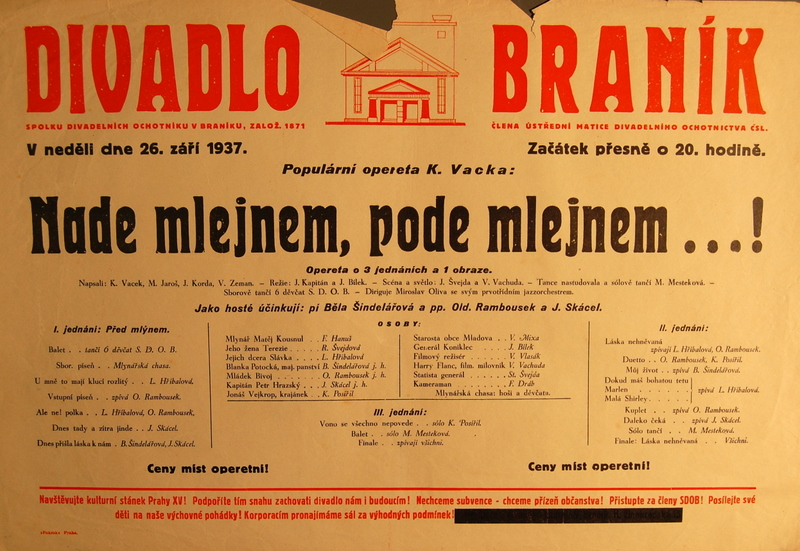 DIVADLO BRANÍK
SPOLKU DIVADELNÍCH OCHOTNÍKŮ V BRANÍKU, ZALOŽ. 1871
ČLENA ÚSTŘEDNÍ MATICE DIVADELNÍHO OCHOTNICTVA ČSL.
V neděli dne 26. září 1937.
Začátek přesně o 20. hodině.
Populární opereta K. Vacka:
Nade mlejnem, pode mlejnem ...!
Opereta o 3 jednáních a 1 obraze.
Napsali: K. Vacek, M. Jaroš, J. Korda, V. Zeman. – Režie: J. Kapitán a J. Bílek. – Scéna a světlo: J. Švejda a V. Vachuda. – Tance nastudovala a sólově tančí M. Mesteková. –
Sborově tančí 6 děvčat S. D. O. B. – Diriguje Miroslav Oliva se svým prvotřídním jazzorchestrem.
Jako hosté účinkují: pí Běla Šindelářová a pp. Old. Rambousek a J. Skácel.
I. jednání: Před mlýnem.
Balet . . tančí 6 děvčat S. D. O. B.
Sbor. píseň . . Mlynářská chasa.
U mně to mají klucí rozlitý . . L. Hřibalová.
Vstupní píseň . . zpívá O. Rambousek.
Ale ne! polka . . L. Hřibalová, O. Rambousek,
Dnes tady a zítra jinde . . J. Skácel.
Dnes přišla láska k nám . . B. Šindelářová, J. Skácel.
OSOBY:
Mlynář Matěj Kousnul . . F. Hanuš
Jeho žena Terezie . . . . R. Švejdová
Jejich dcera Slávka . . . . L. Hřibalová
Blanka Potocká, maj. panství B. Šindelářová j. h.
Mládek Bivoj . . . . . O. Rambousek j. h.
Kapitán Petr Hrazský . . . J. Skácel j. h.
Jonáš Vejkrop, krajánek . . K. Pospíšil
Starosta obce Mladova . . V. Mixa
Generál Koniklec . . . . J. Bílek
Filmový režisér . . . . . V. Vlasák
Harry Flanc, film. milovník V. Vachuda
Statista generál . . . . . St. Švejda
Kameraman . . . . . . F. Dráb
Mlynářská chasa: hoši a děvčata.
III. jednání:
Vono se všechno nepovede . . sólo K. Pospíšil.
Balet . . sólo M. Mesteková.
Finale . . zpívají všichni.
II. jednání:
Láska nehněvaná . . . . .
zpívají L. Hřibalová, O. Rambousek.
Duetto . . O. Rambousek, K. Pospíšil.
Můj život . . zpívá B. Šindelářová.
Dokud máš bohatou tetu
Marlen . . . . . . zpívá L. Hřibalová.
Malá Shirley . . . . .
Kuplet . . zpívá O. Rambousek.
Daleko čeká . . zpívá J. Skácel.
Sólo tančí . . M. Mesteková.
Finale: Láska nehněvaná . . Všichni.
Ceny míst operetní!
Ceny míst operetní!
Navštěvujte kulturní stánek Prahy XV! Podpoříte tím snahu zachovati divadlo nám i budoucím! Nechceme subvence - chceme přízeň občanstva! Přistupte za členy SDOB! Posílejte své
děti na naše výchovné pohádky! Korporacím pronajímáme sál za výhodných podmínek!